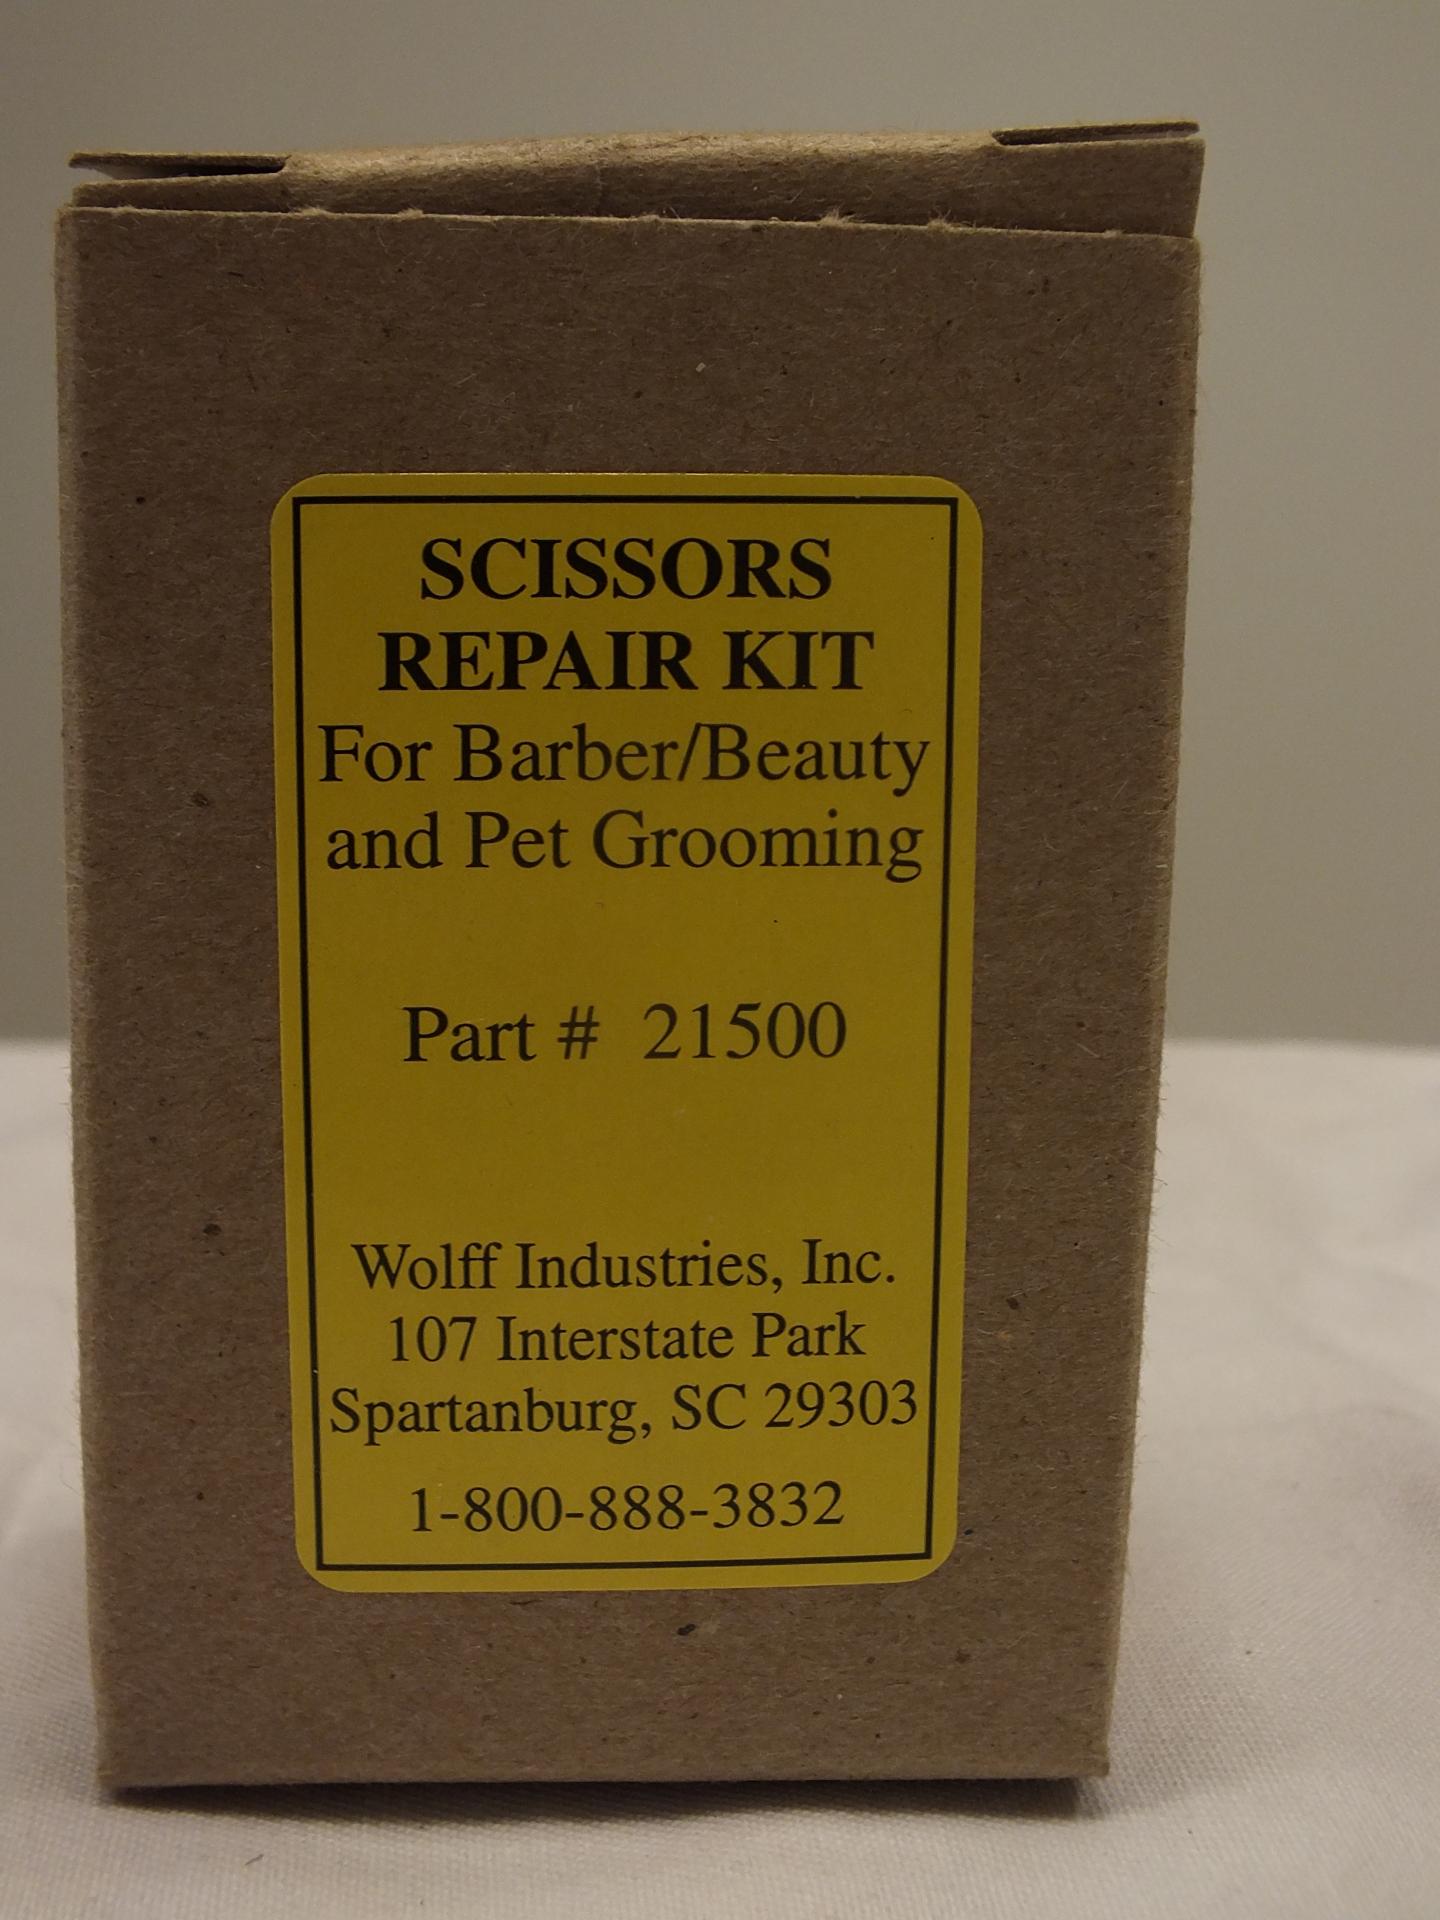 SCISSORS
REPAIR KIT
For Barber/Beauty
and Pet Grooming
Part # 21500
Wolff Industries, Inc.
107 Interstate Park
Spartanburg, SC 29303
1-800-888-3832